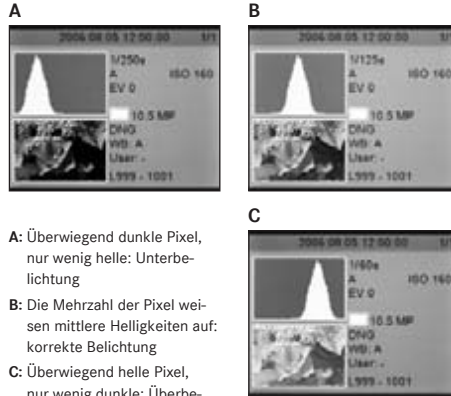 A
2006 08 05 12:00:00 1/1
1/250s
A ISO 160
EV 0
10.5 MP
DNG
WB: A
User: -
L999 - 1001
B
2006 08 05 12:00:00 1/1
1/125s
A ISO 160
EV 0
10.5 MP
DNG
WB: A
User: -
L999 - 1001
A: Überwiegend dunkle Pixel,
nur wenig helle: Unterbe-
lichtung
B: Die Mehrzahl der Pixel wei-
sen mittlere Helligkeiten auf:
korrekte Belichtung
C: Überwiegend helle Pixel,
nur wenig dunkle: Überbe-
C
2006 08 05 12:00:00 1/1
1/60s
A ISO 160
EV 0
10.5 MP
DNG
WB: A
User: -
L999 - 1001